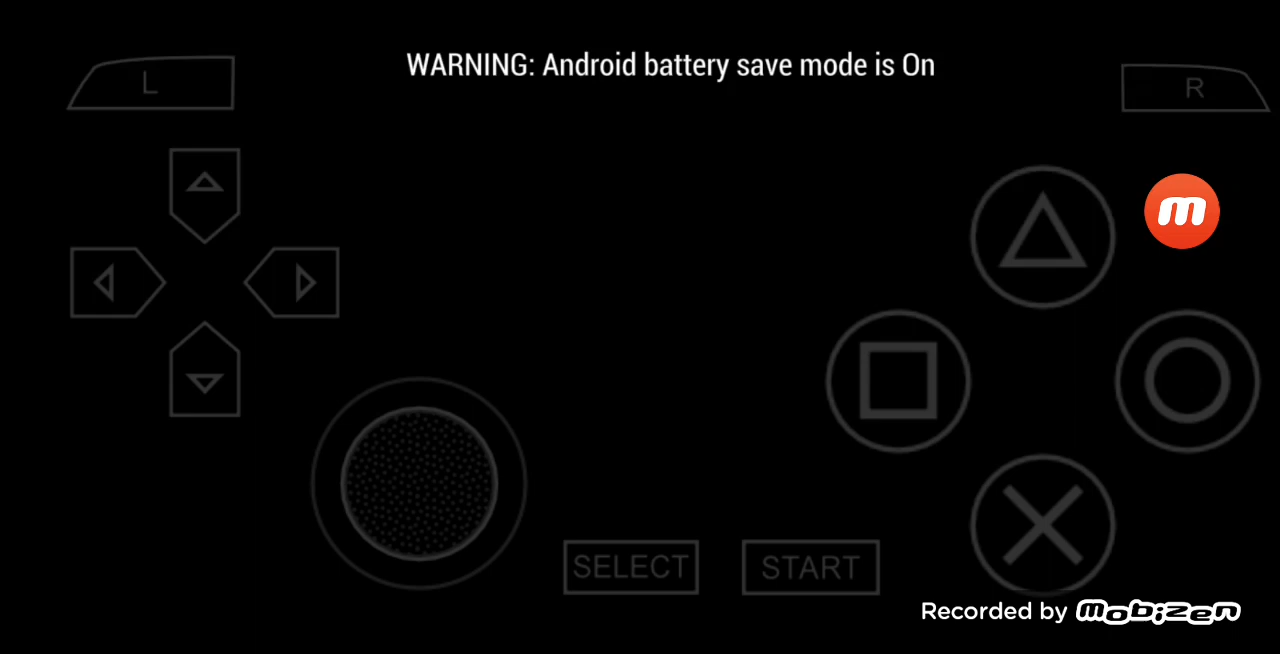 WARNING: Android battery save mode is On
L
R
m
SELECT
START
Recorded by mobizen